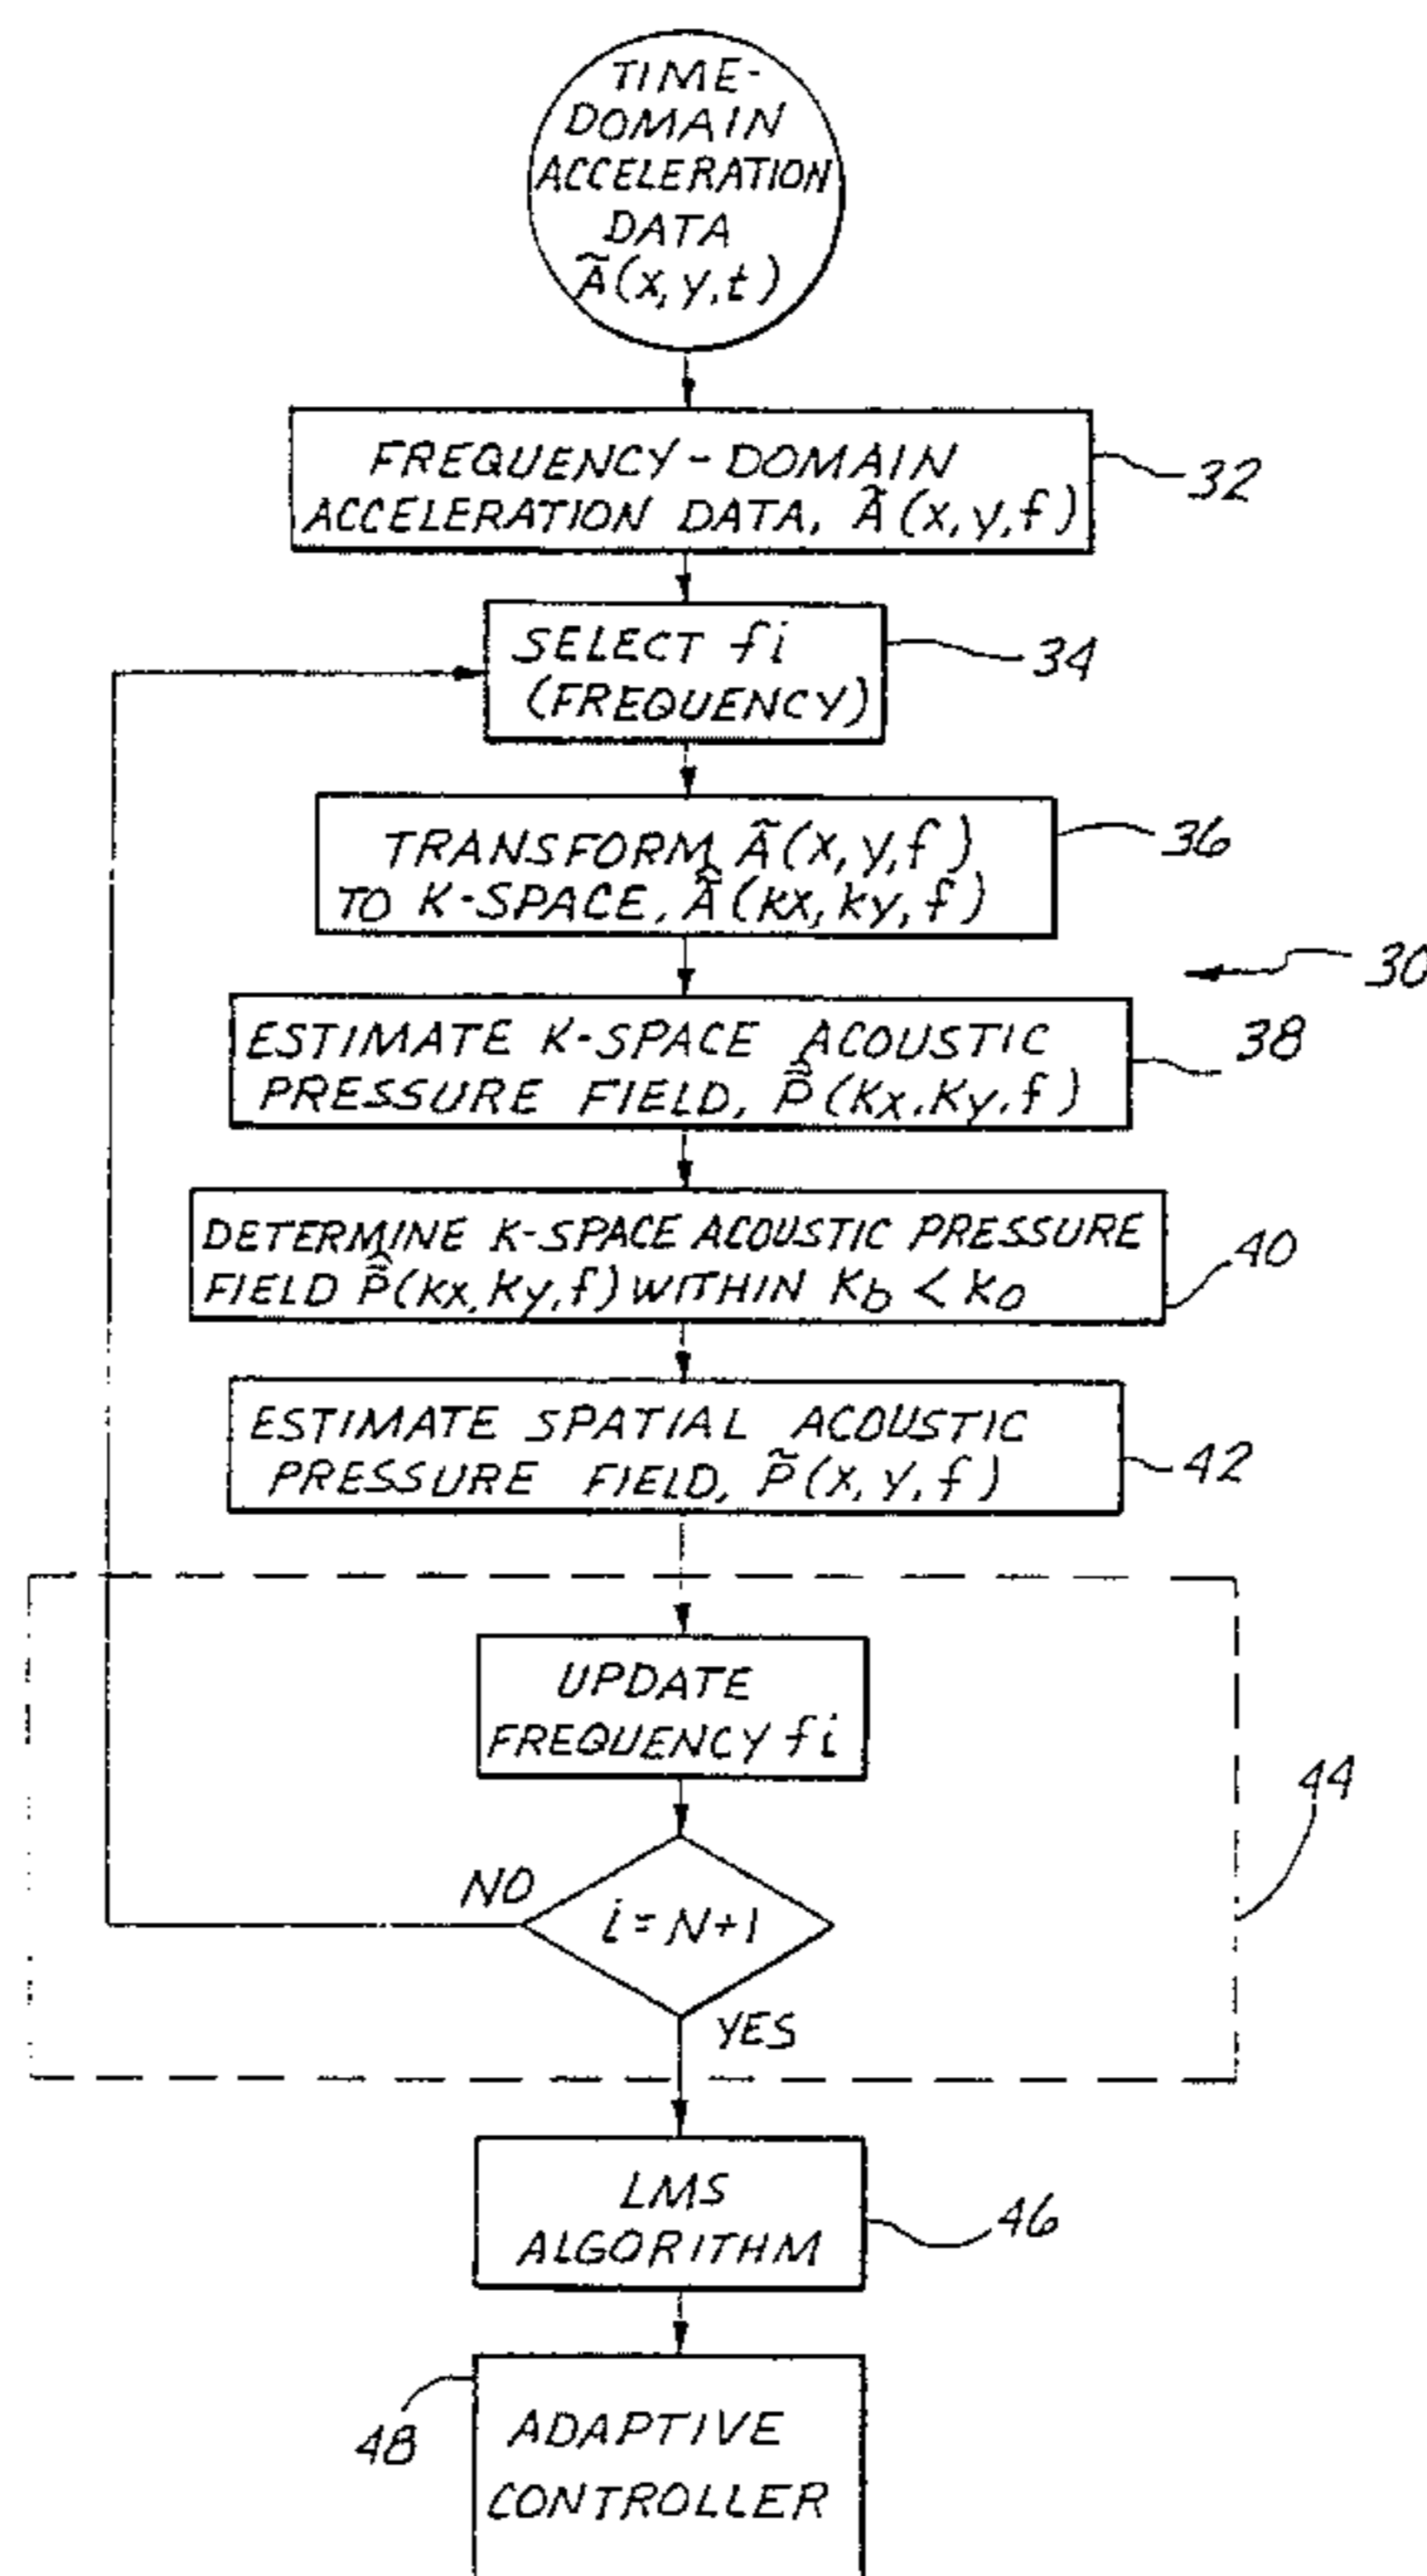 TIME-
DOMAIN
ACCELERATION
DATA
Ã(x,y,t)
FREQUENCY-DOMAIN
ACCELERATION DATA, Ã(x,y,f)
32
SELECT fi
(FREQUENCY)
34
TRANSFORM Ã(x,y,f)
TO K-SPACE, Ã̂(kx,ky,f)
36
30
ESTIMATE K-SPACE ACOUSTIC
PRESSURE FIELD, P̃̂(Kx,Ky,f)
38
DETERMINE K-SPACE ACOUSTIC PRESSURE
FIELD P̃̂(kx,ky,f) WITHIN Kb < Ko
40
ESTIMATE SPATIAL ACOUSTIC
PRESSURE FIELD, P̃(x,y,f)
42
UPDATE
FREQUENCY fi
44
NO
i=N+1
YES
LMS
ALGORITHM
46
48
ADAPTIVE
CONTROLLER